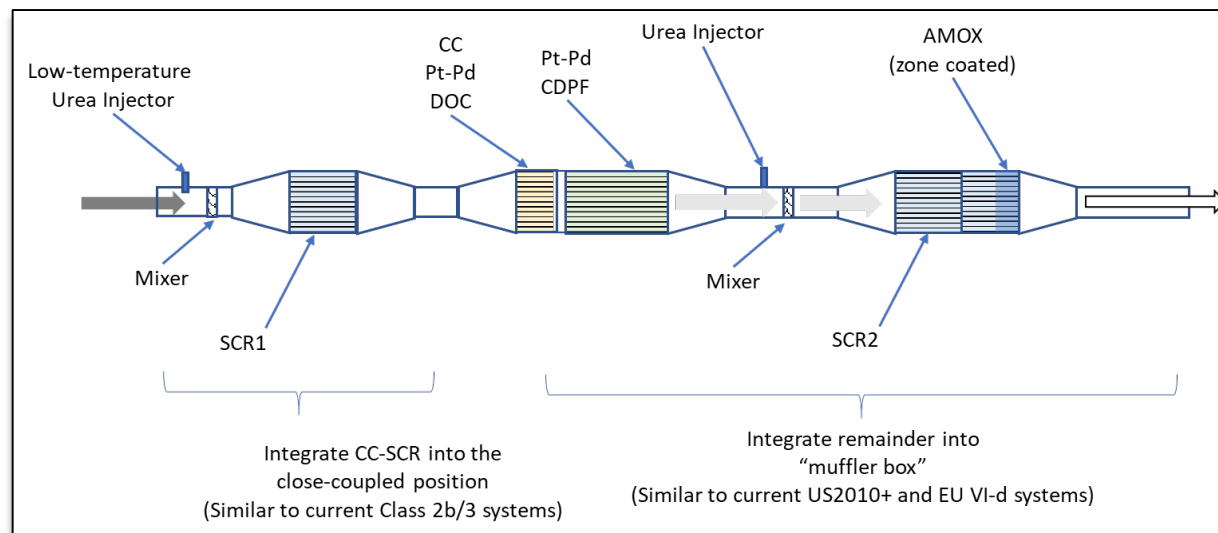 Low-temperature
Urea Injector
CC
Pt-Pd
DOC
Pt-Pd
CDPF
Urea Injector
AMOX
(zone coated)
Mixer
SCR1
Mixer
SCR2
Integrate CC-SCR into the
close-coupled position
(Similar to current Class 2b/3 systems)
Integrate remainder into
“muffler box”
(Similar to current US2010+ and EU VI-d systems)